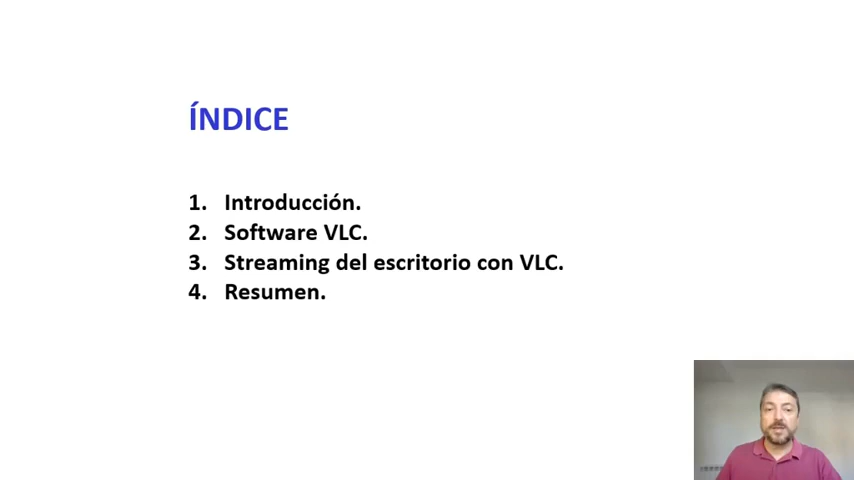 ÍNDICE
1. Introducción.
2. Software VLC.
3. Streaming del escritorio con VLC.
4. Resumen.